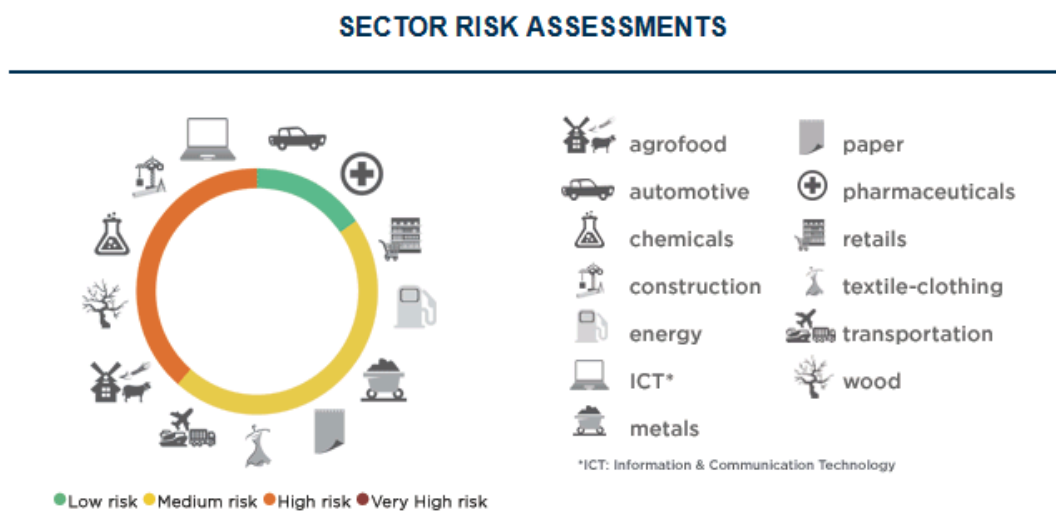 SECTOR RISK ASSESSMENTS
agrofood
automotive
chemicals
construction
energy
ICT*
metals
paper
pharmaceuticals
retails
textile-clothing
transportation
wood
*ICT: Information & Communication Technology
Low risk Medium risk High risk Very High risk